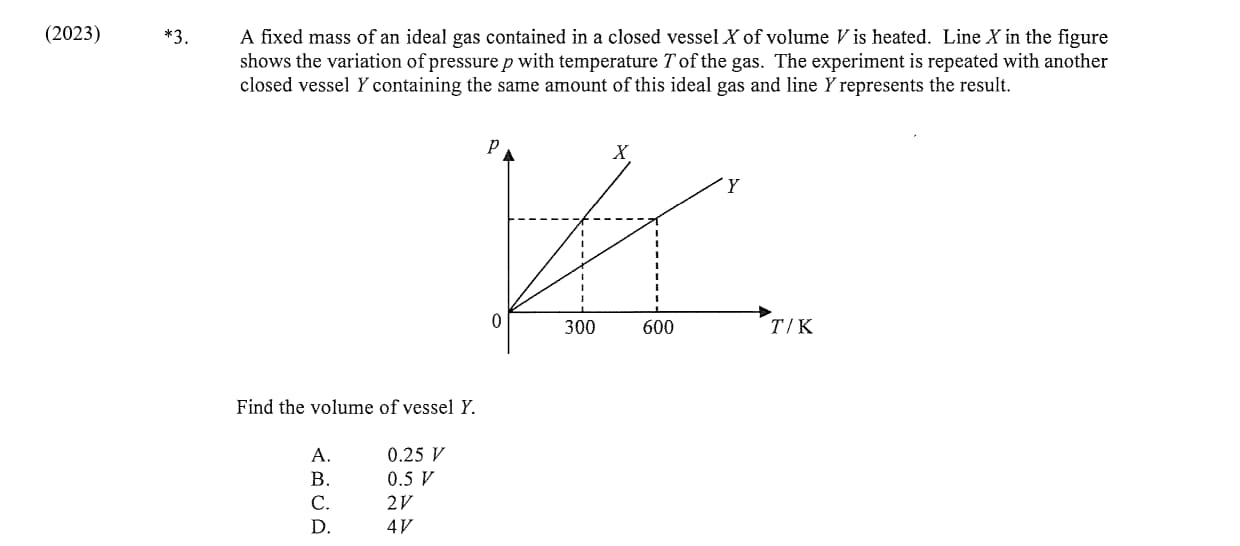 (2023) *3. A fixed mass of an ideal gas contained in a closed vessel X of volume V is heated. Line X in the figure
shows the variation of pressure p with temperature T of the gas. The experiment is repeated with another
closed vessel Y containing the same amount of this ideal gas and line Y represents the result.
p
X
Y
0
300
600
T / K
Find the volume of vessel Y.
A. 0.25 V
B. 0.5 V
C. 2V
D. 4V